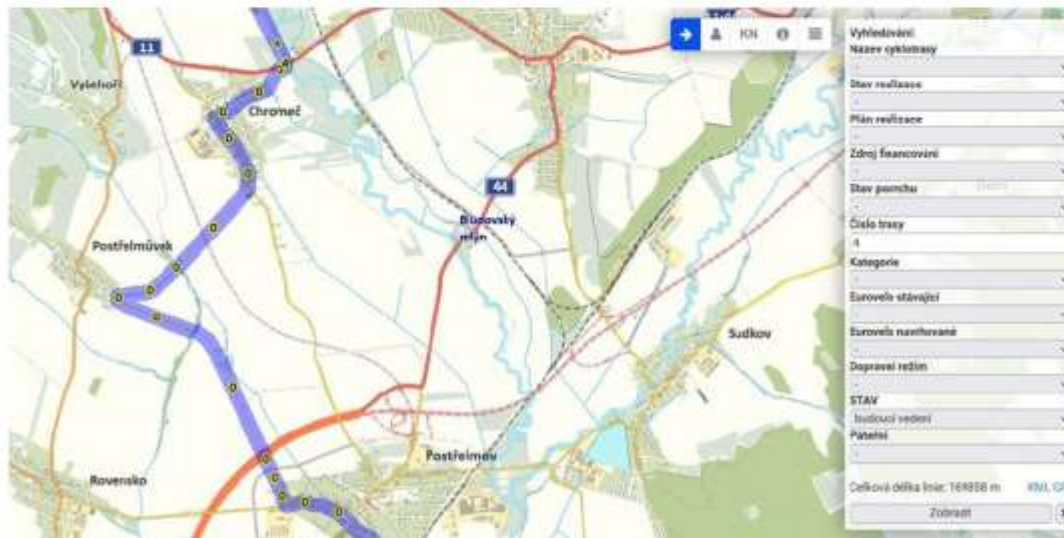 11
Vyšehoří
Chromeč
44
Bludovský
mlýn
Postřelmůvek
Sudkov
Rovensko
Postřelmov
KN
Vyhledávání:
Název cyklotrasy
-
Stav realizace
-
Plán realizace
-
Zdroj financování
-
Stav povrchu
-
Číslo trasy
4
Kategorie
-
Eurovelo stávající
-
Eurovelo navrhované
-
Dopravní režim
-
STAV
budoucí vedení
Páteřní
-
Celková délka linie: 169858 m
KML
Zobrazit